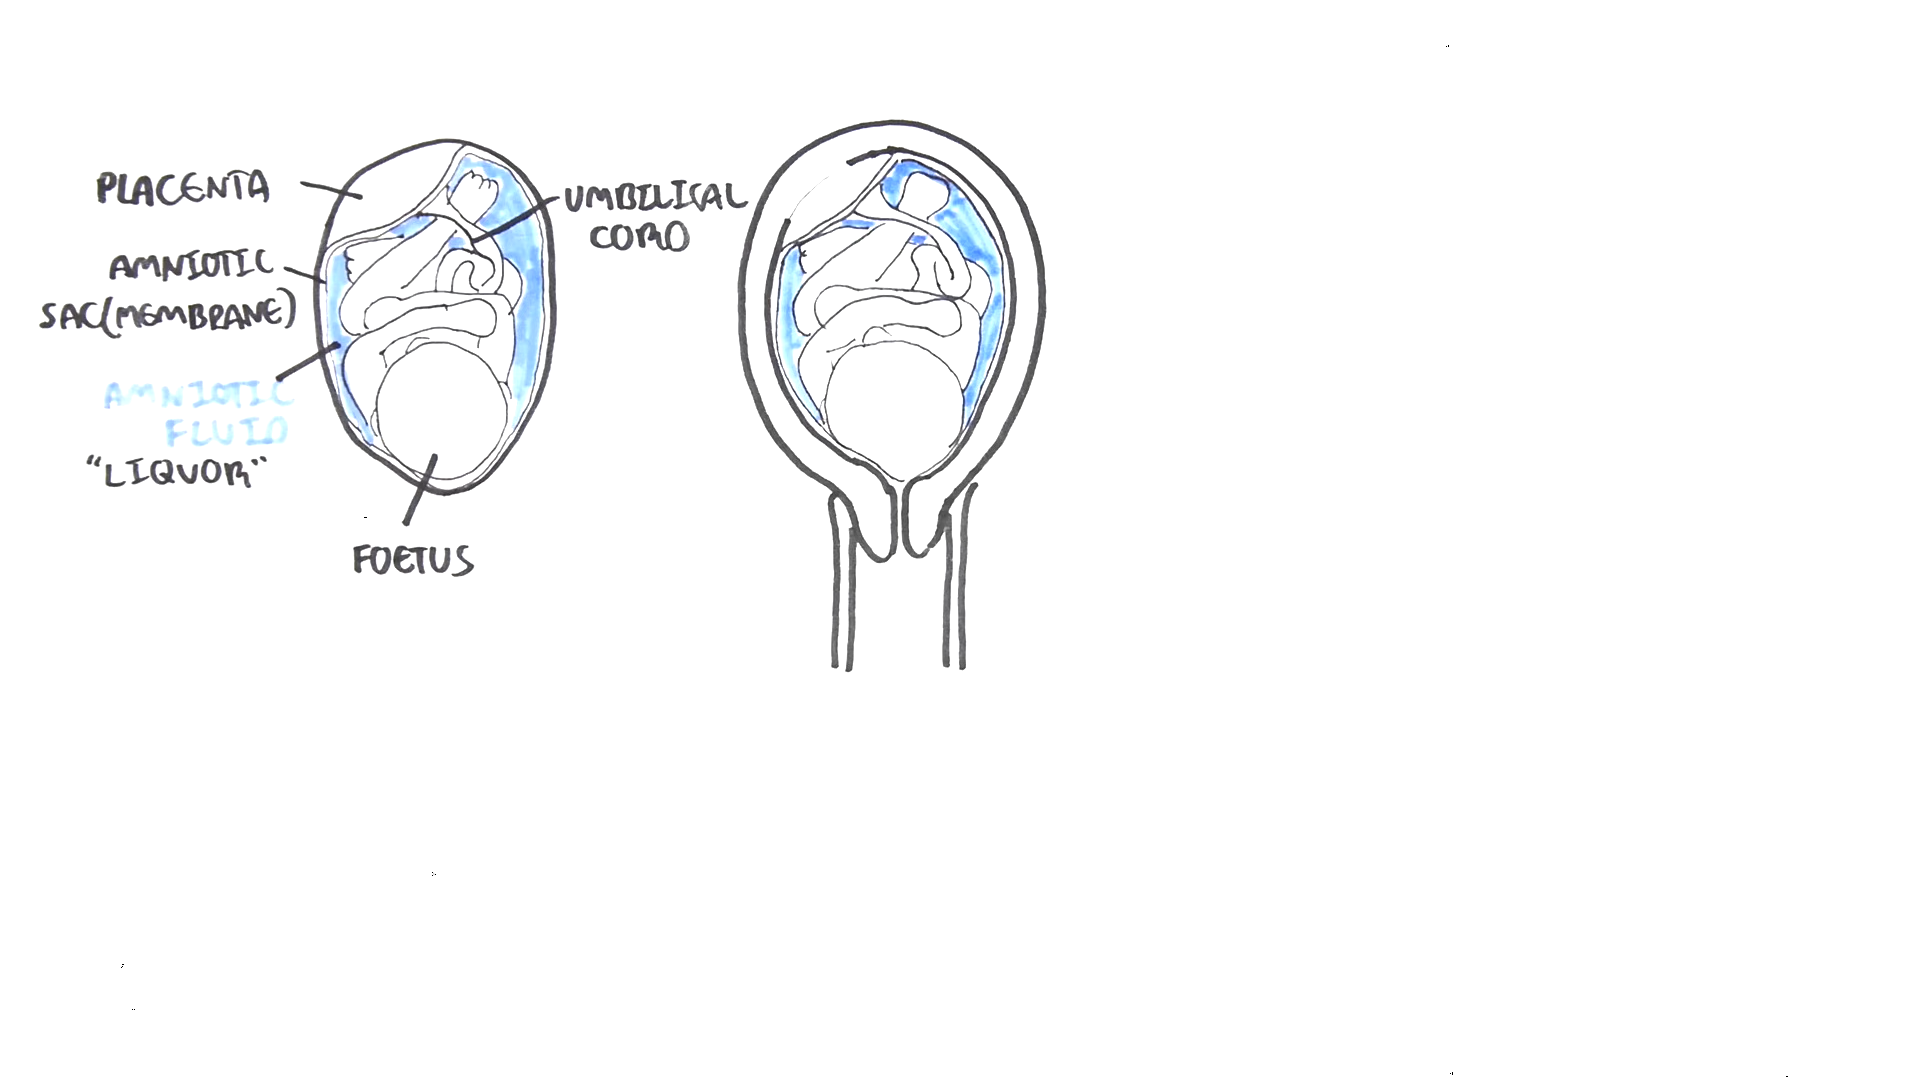 PLACENTA
UMBILICAL
CORD
AMNIOTIC
SAC(MEMBRANE)
AMNIOTIC
FLUID
"LIQUOR"
FOETUS